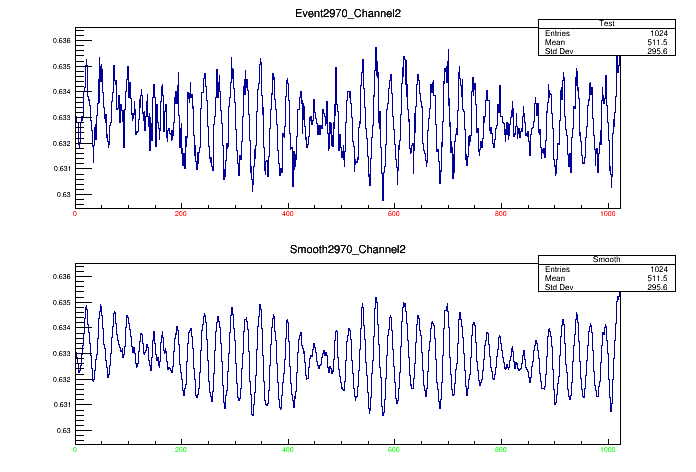 Event2970_Channel2
Test
Entries 1024
Mean 511.5
Std Dev 295.6
0.636
0.635
0.634
0.633
0.632
0.631
0.63
0 200 400 600 800 1000
Smooth2970_Channel2
Smooth
Entries 1024
Mean 511.5
Std Dev 295.6
0.636
0.635
0.634
0.633
0.632
0.631
0.63
0 200 400 600 800 1000